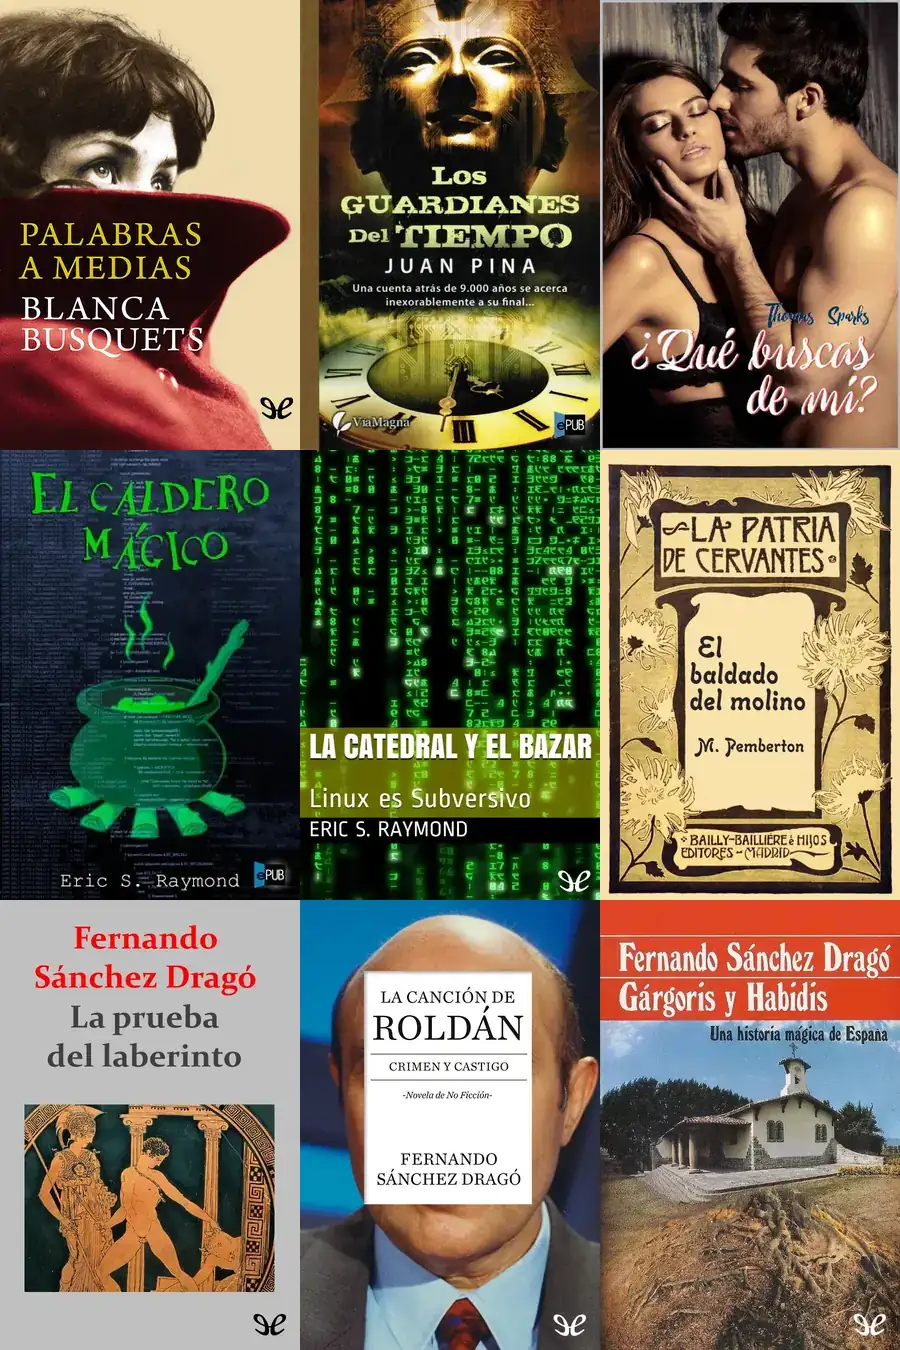 PALABRAS
A MEDIAS
BLANCA
BUSQUETS
LOS
GUARDIANES
Del TIEMPO
JUAN PINA
Una cuenta atrás de 9.000 años se acerca
inexorablemente a su final...
VíaMagna
ePUB
Thomas Sparks
¿Qué buscas
de mí?
EL CALDERO
MÁGICO
Eric S. Raymond
ePUB
LA CATEDRAL Y EL BAZAR
Linux es Subversivo
ERIC S. RAYMOND
LA PATRIA
DE CERVANTES
El
baldado
del molino
M. Pemberton
BAILLY-BAILLIÈRE é HIJOS
EDITORES-MADRID
Fernando
Sánchez Dragó
La prueba
del laberinto
LA CANCIÓN DE
ROLDÁN
CRIMEN Y CASTIGO
-Novela de No Ficción-
FERNANDO
SÁNCHEZ DRAGÓ
Fernando Sánchez Dragó
Gárgoris y Habidis
Una historia mágica de España